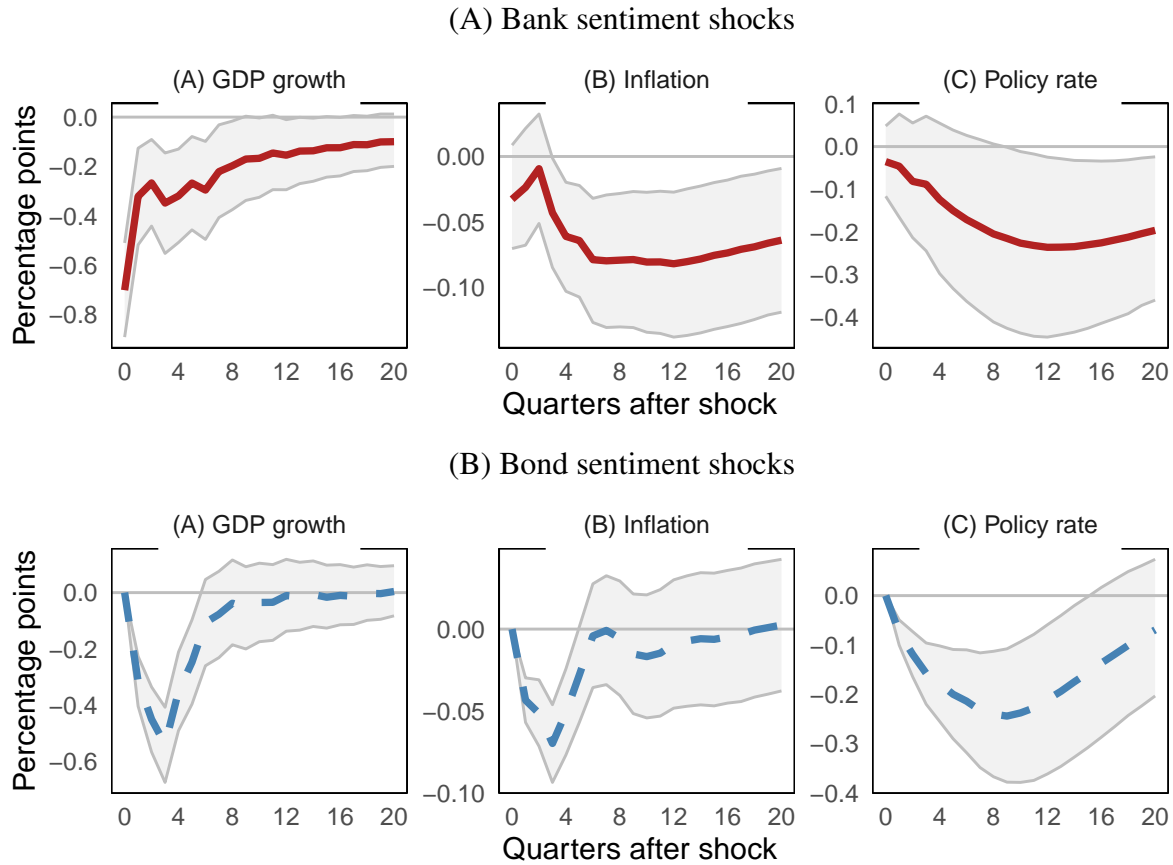 (A) Bank sentiment shocks
(A) GDP growth
(B) Inflation
(C) Policy rate
Percentage points
0.0
−0.2
−0.4
−0.6
−0.8
0.00
−0.05
−0.10
0.1
0.0
−0.1
−0.2
−0.3
−0.4
0 4 8 12 16 20
0 4 8 12 16 20
0 4 8 12 16 20
Quarters after shock
(B) Bond sentiment shocks
(A) GDP growth
(B) Inflation
(C) Policy rate
Percentage points
0.0
−0.2
−0.4
−0.6
0.00
−0.05
−0.10
0.0
−0.1
−0.2
−0.3
−0.4
0 4 8 12 16 20
0 4 8 12 16 20
0 4 8 12 16 20
Quarters after shock